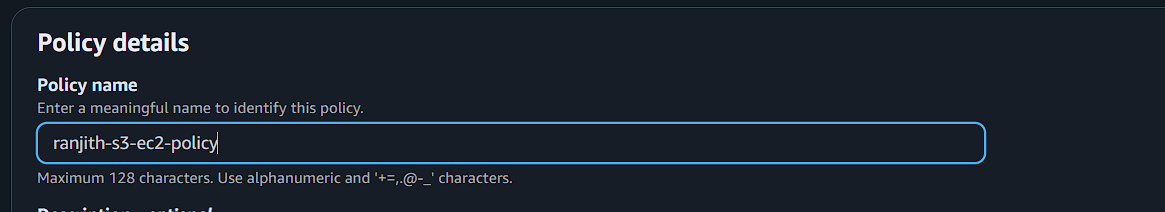 Policy details
Policy name
Enter a meaningful name to identify this policy.
ranjith-s3-ec2-policy
Maximum 128 characters. Use alphanumeric and '+=,.@-_' characters.